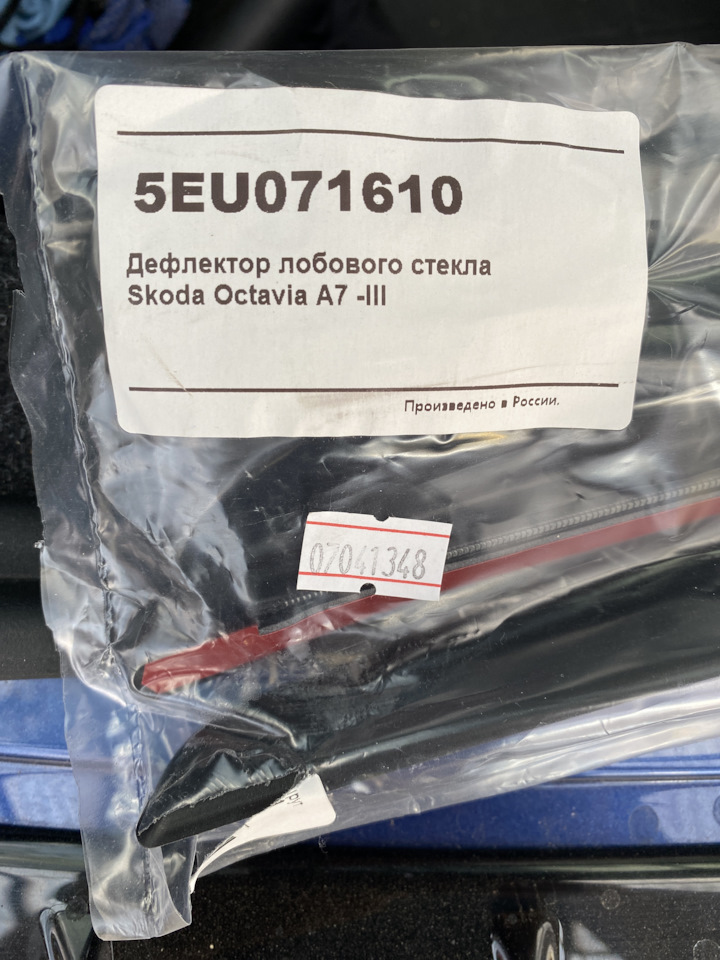 5EU071610
Дефлектор лобового стекла
Skoda Octavia A7 -III
Произведено в России.
07041348